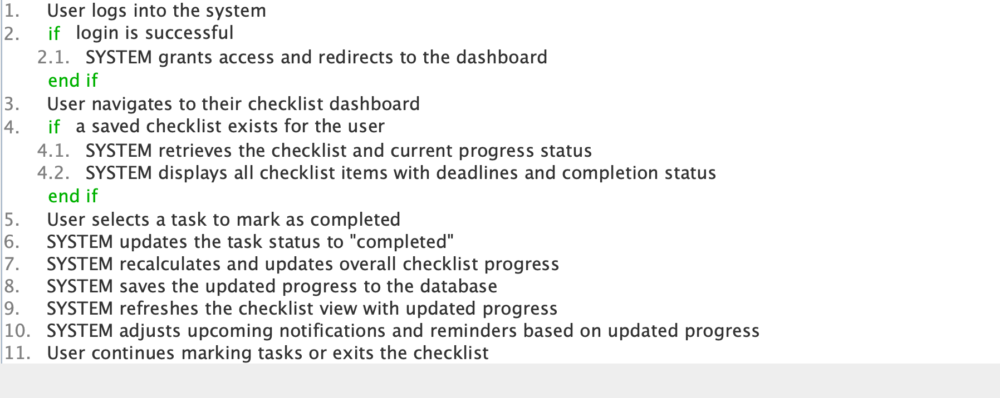 1. User logs into the system
2. if login is successful
2.1. SYSTEM grants access and redirects to the dashboard
end if
3. User navigates to their checklist dashboard
4. if a saved checklist exists for the user
4.1. SYSTEM retrieves the checklist and current progress status
4.2. SYSTEM displays all checklist items with deadlines and completion status
end if
5. User selects a task to mark as completed
6. SYSTEM updates the task status to "completed"
7. SYSTEM recalculates and updates overall checklist progress
8. SYSTEM saves the updated progress to the database
9. SYSTEM refreshes the checklist view with updated progress
10. SYSTEM adjusts upcoming notifications and reminders based on updated progress
11. User continues marking tasks or exits the checklist